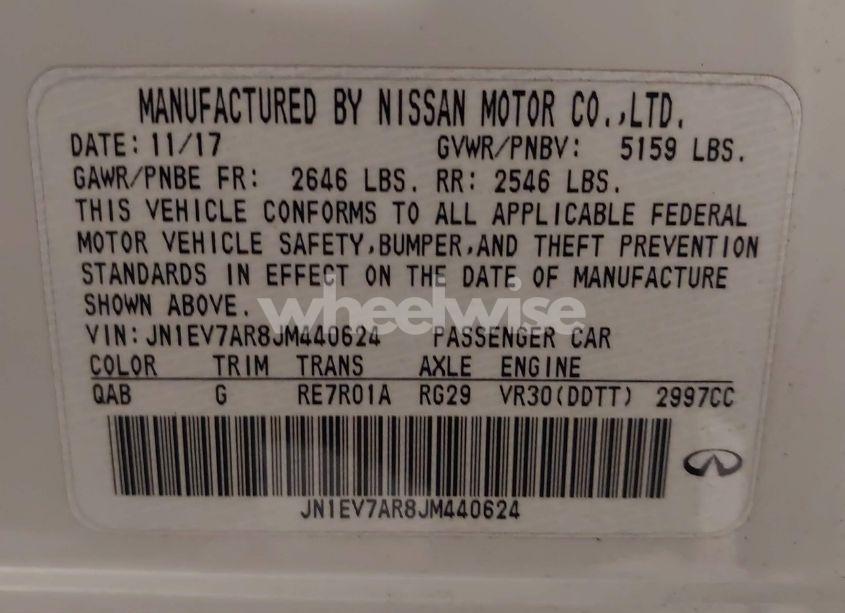 MANUFACTURED BY NISSAN MOTOR CO.,LTD.
DATE: 11/17 GVWR/PNBV: 5159 LBS.
GAWR/PNBE FR: 2646 LBS. RR: 2546 LBS.
THIS VEHICLE CONFORMS TO ALL APPLICABLE FEDERAL
MOTOR VEHICLE SAFETY,BUMPER,AND THEFT PREVENTION
STANDARDS IN EFFECT ON THE DATE OF MANUFACTURE
SHOWN ABOVE.
wheelwise
VIN: JN1EV7AR8JM440624 PASSENGER CAR
COLOR TRIM TRANS AXLE ENGINE
QAB G RE7R01A RG29 VR30(DDTT) 2997CC
JN1EV7AR8JM440624